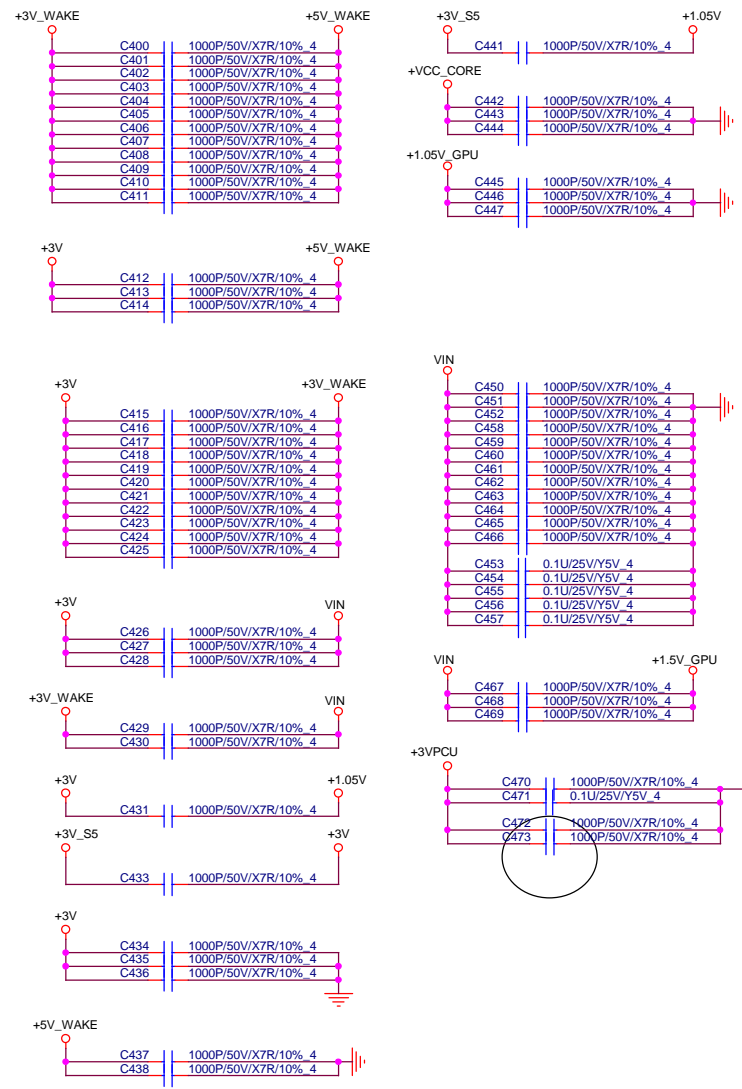 +3V_WAKE +5V_WAKE
C400 1000P/50V/X7R/10%_4
C401 1000P/50V/X7R/10%_4
C402 1000P/50V/X7R/10%_4
C403 1000P/50V/X7R/10%_4
C404 1000P/50V/X7R/10%_4
C405 1000P/50V/X7R/10%_4
C406 1000P/50V/X7R/10%_4
C407 1000P/50V/X7R/10%_4
C408 1000P/50V/X7R/10%_4
C409 1000P/50V/X7R/10%_4
C410 1000P/50V/X7R/10%_4
C411 1000P/50V/X7R/10%_4
+3V +5V_WAKE
C412 1000P/50V/X7R/10%_4
C413 1000P/50V/X7R/10%_4
C414 1000P/50V/X7R/10%_4
+3V +3V_WAKE
C415 1000P/50V/X7R/10%_4
C416 1000P/50V/X7R/10%_4
C417 1000P/50V/X7R/10%_4
C418 1000P/50V/X7R/10%_4
C419 1000P/50V/X7R/10%_4
C420 1000P/50V/X7R/10%_4
C421 1000P/50V/X7R/10%_4
C422 1000P/50V/X7R/10%_4
C423 1000P/50V/X7R/10%_4
C424 1000P/50V/X7R/10%_4
C425 1000P/50V/X7R/10%_4
+3V VIN
C426 1000P/50V/X7R/10%_4
C427 1000P/50V/X7R/10%_4
C428 1000P/50V/X7R/10%_4
+3V_WAKE VIN
C429 1000P/50V/X7R/10%_4
C430 1000P/50V/X7R/10%_4
+3V +1.05V
C431 1000P/50V/X7R/10%_4
+3V_S5 +3V
C433 1000P/50V/X7R/10%_4
+3V
C434 1000P/50V/X7R/10%_4
C435 1000P/50V/X7R/10%_4
C436 1000P/50V/X7R/10%_4
+5V_WAKE
C437 1000P/50V/X7R/10%_4
C438 1000P/50V/X7R/10%_4
+3V_S5 +1.05V
C441 1000P/50V/X7R/10%_4
+VCC_CORE
C442 1000P/50V/X7R/10%_4
C443 1000P/50V/X7R/10%_4
C444 1000P/50V/X7R/10%_4
+1.05V_GPU
C445 1000P/50V/X7R/10%_4
C446 1000P/50V/X7R/10%_4
C447 1000P/50V/X7R/10%_4
VIN
C450 1000P/50V/X7R/10%_4
C451 1000P/50V/X7R/10%_4
C452 1000P/50V/X7R/10%_4
C458 1000P/50V/X7R/10%_4
C459 1000P/50V/X7R/10%_4
C460 1000P/50V/X7R/10%_4
C461 1000P/50V/X7R/10%_4
C462 1000P/50V/X7R/10%_4
C463 1000P/50V/X7R/10%_4
C464 1000P/50V/X7R/10%_4
C465 1000P/50V/X7R/10%_4
C466 1000P/50V/X7R/10%_4
C453 0.1U/25V/Y5V_4
C454 0.1U/25V/Y5V_4
C455 0.1U/25V/Y5V_4
C456 0.1U/25V/Y5V_4
C457 0.1U/25V/Y5V_4
VIN +1.5V_GPU
C467 1000P/50V/X7R/10%_4
C468 1000P/50V/X7R/10%_4
C469 1000P/50V/X7R/10%_4
+3VPCU
C470 1000P/50V/X7R/10%_4
C471 0.1U/25V/Y5V_4
C472 1000P/50V/X7R/10%_4
C473 1000P/50V/X7R/10%_4